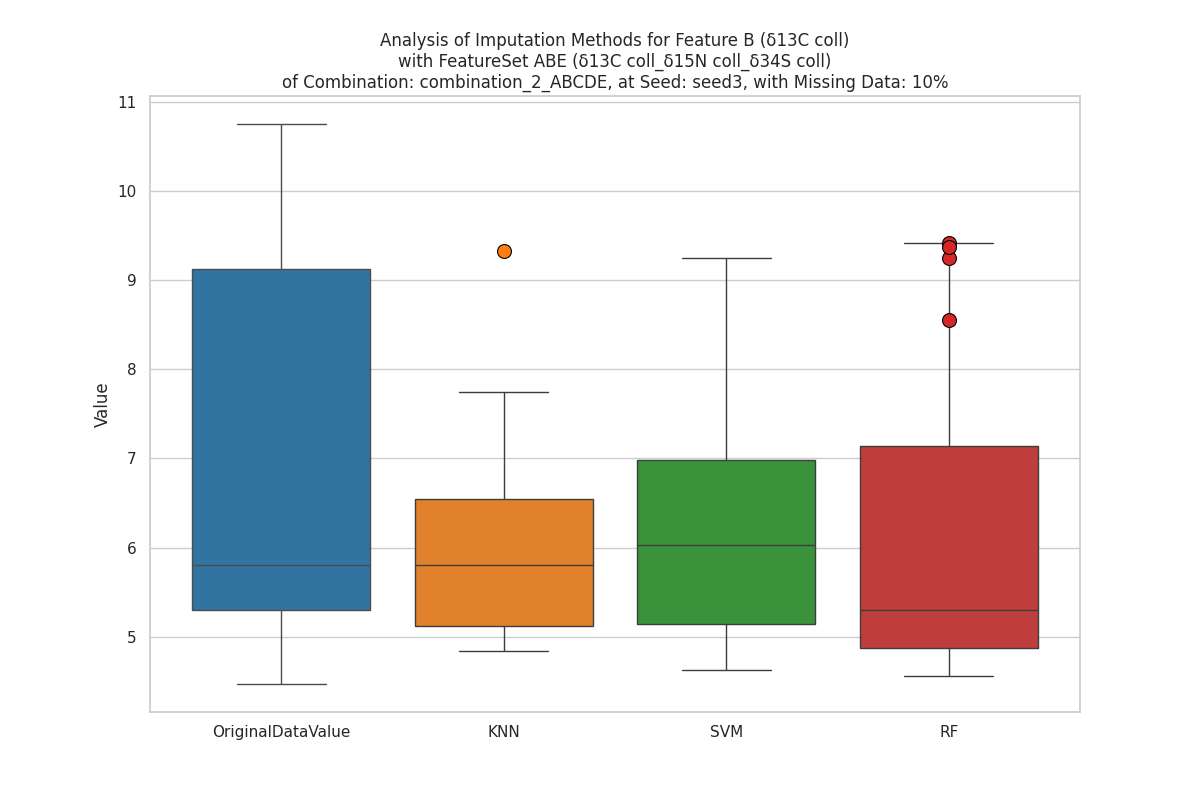 Analysis of Imputation Methods for Feature B (δ13C coll)
with FeatureSet ABE (δ13C coll_δ15N coll_δ34S coll)
of Combination: combination_2_ABCDE, at Seed: seed3, with Missing Data: 10%
11
10
9
8
7
6
5
Value
OriginalDataValue
KNN
SVM
RF